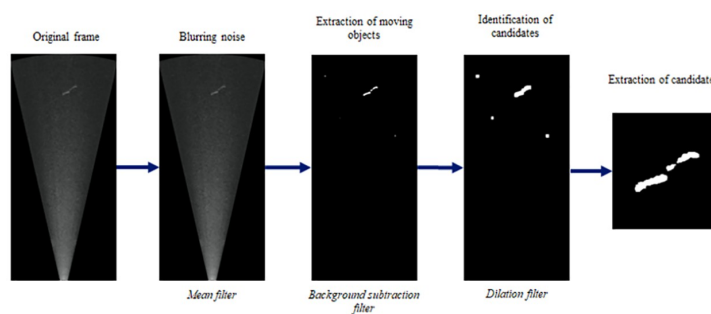 Original frame
Blurring noise
Extraction of moving
objects
Identification of
candidates
Extraction of candidate
Mean filter
Background subtraction
filter
Dilation filter